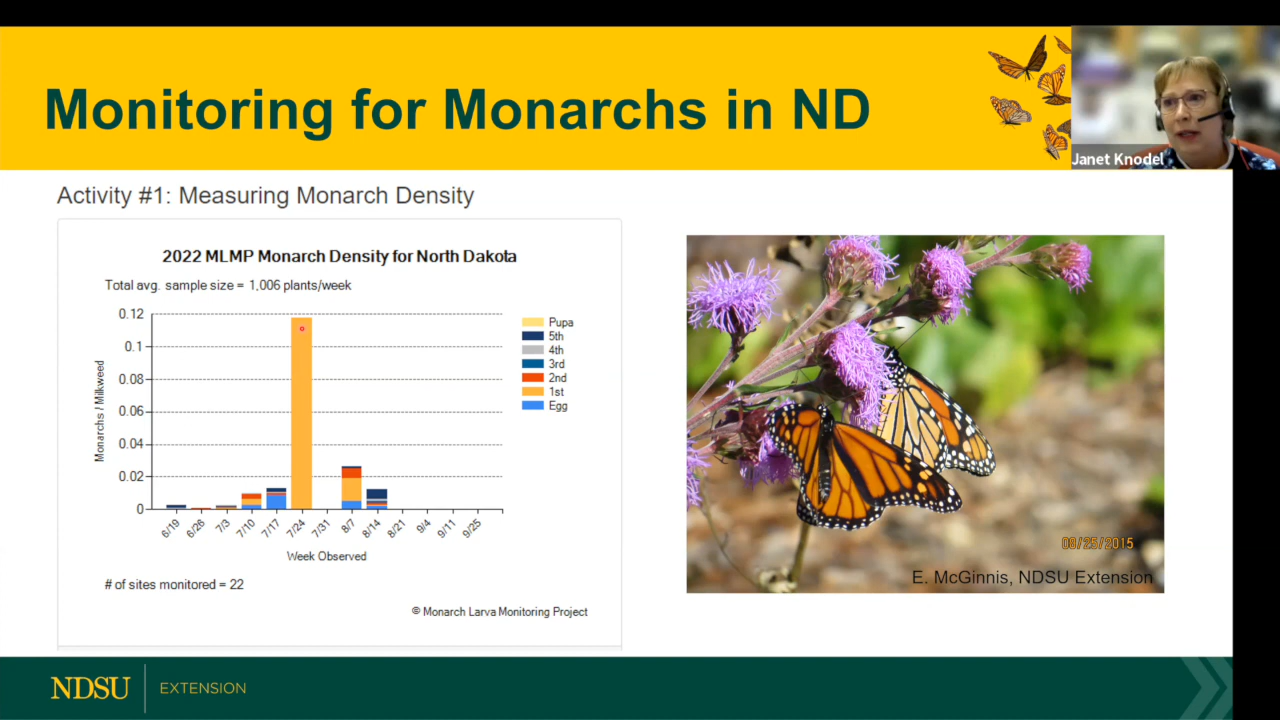 Monitoring for Monarchs in ND
Janet Knodel
Activity #1: Measuring Monarch Density
2022 MLMP Monarch Density for North Dakota
Total avg. sample size = 1,006 plants/week
0.12
0.1
0.08
0.06
0.04
0.02
0
Monarchs / Milkweed
Pupa
5th
4th
3rd
2nd
1st
Egg
6/19 6/26 7/3 7/10 7/17 7/24 7/31 8/7 8/14 8/21 9/4 9/11 9/25
Week Observed
# of sites monitored = 22
© Monarch Larva Monitoring Project
08/25/2015
E. McGinnis, NDSU Extension
NDSU EXTENSION